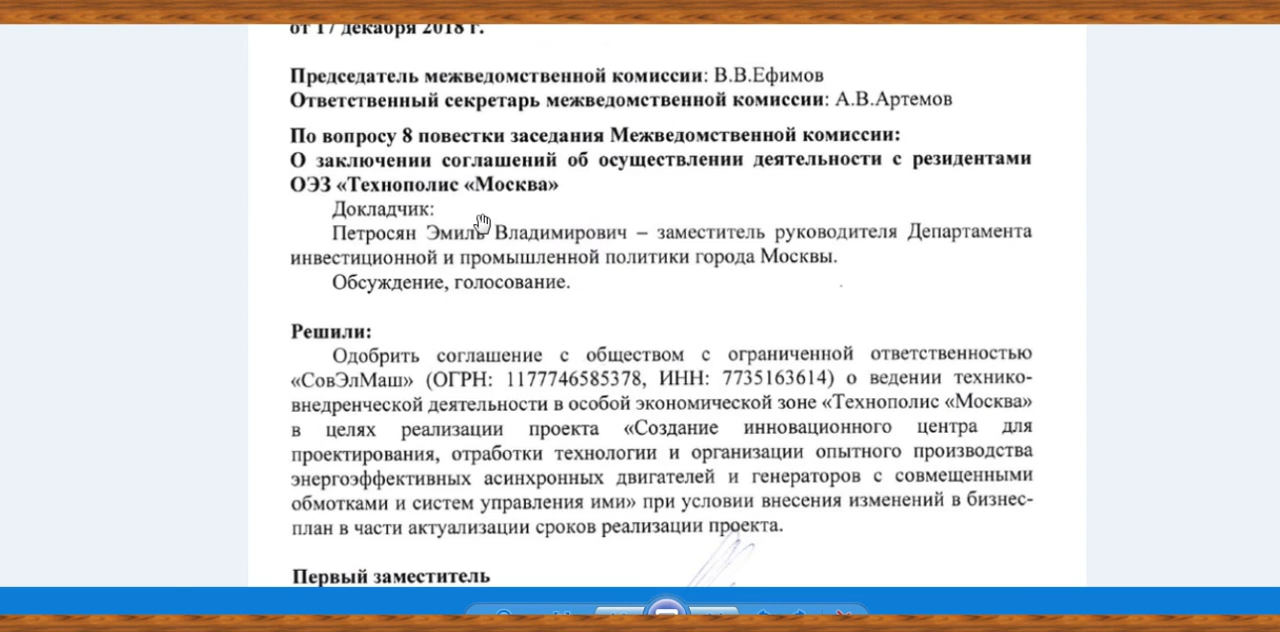 от 17 декабря 2018 г.
Председатель межведомственной комиссии: В.В.Ефимов
Ответственный секретарь межведомственной комиссии: А.В.Артемов
По вопросу 8 повестки заседания Межведомственной комиссии:
О заключении соглашений об осуществлении деятельности с резидентами
ОЭЗ «Технополис «Москва»
Докладчик:
Петросян Эмиль Владимирович – заместитель руководителя Департамента
инвестиционной и промышленной политики города Москвы.
Обсуждение, голосование.
Решили:
Одобрить соглашение с обществом с ограниченной ответственностью
«СовЭлМаш» (ОГРН: 1177746585378, ИНН: 7735163614) о ведении технико-
внедренческой деятельности в особой экономической зоне «Технополис «Москва»
в целях реализации проекта «Создание инновационного центра для
проектирования, отработки технологии и организации опытного производства
энергоэффективных асинхронных двигателей и генераторов с совмещенными
обмотками и систем управления ими» при условии внесения изменений в бизнес-
план в части актуализации сроков реализации проекта.
Первый заместитель